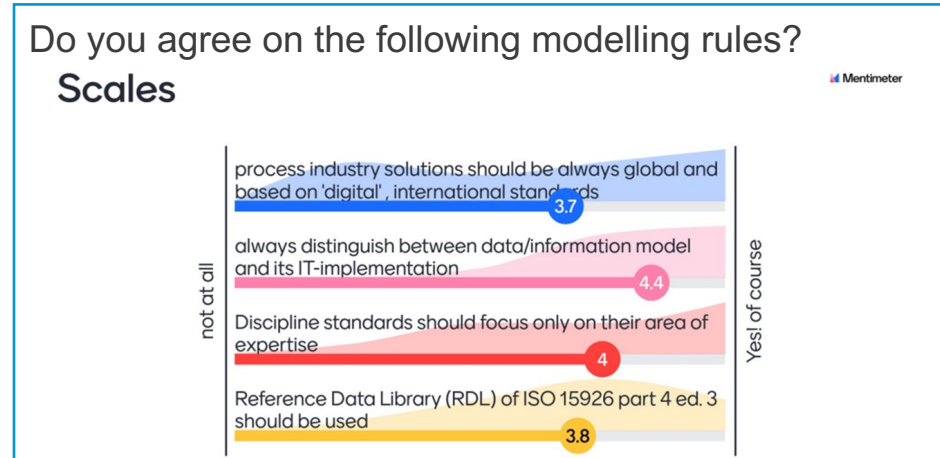 Do you agree on the following modelling rules?
Scales
Mentimeter
process industry solutions should be always global and
based on 'digital' , international standards
3.7
always distinguish between data/information model
and its IT-implementation
4.4
Discipline standards should focus only on their area of
expertise
4
Reference Data Library (RDL) of ISO 15926 part 4 ed. 3
should be used
3.8
not at all
Yes! of course